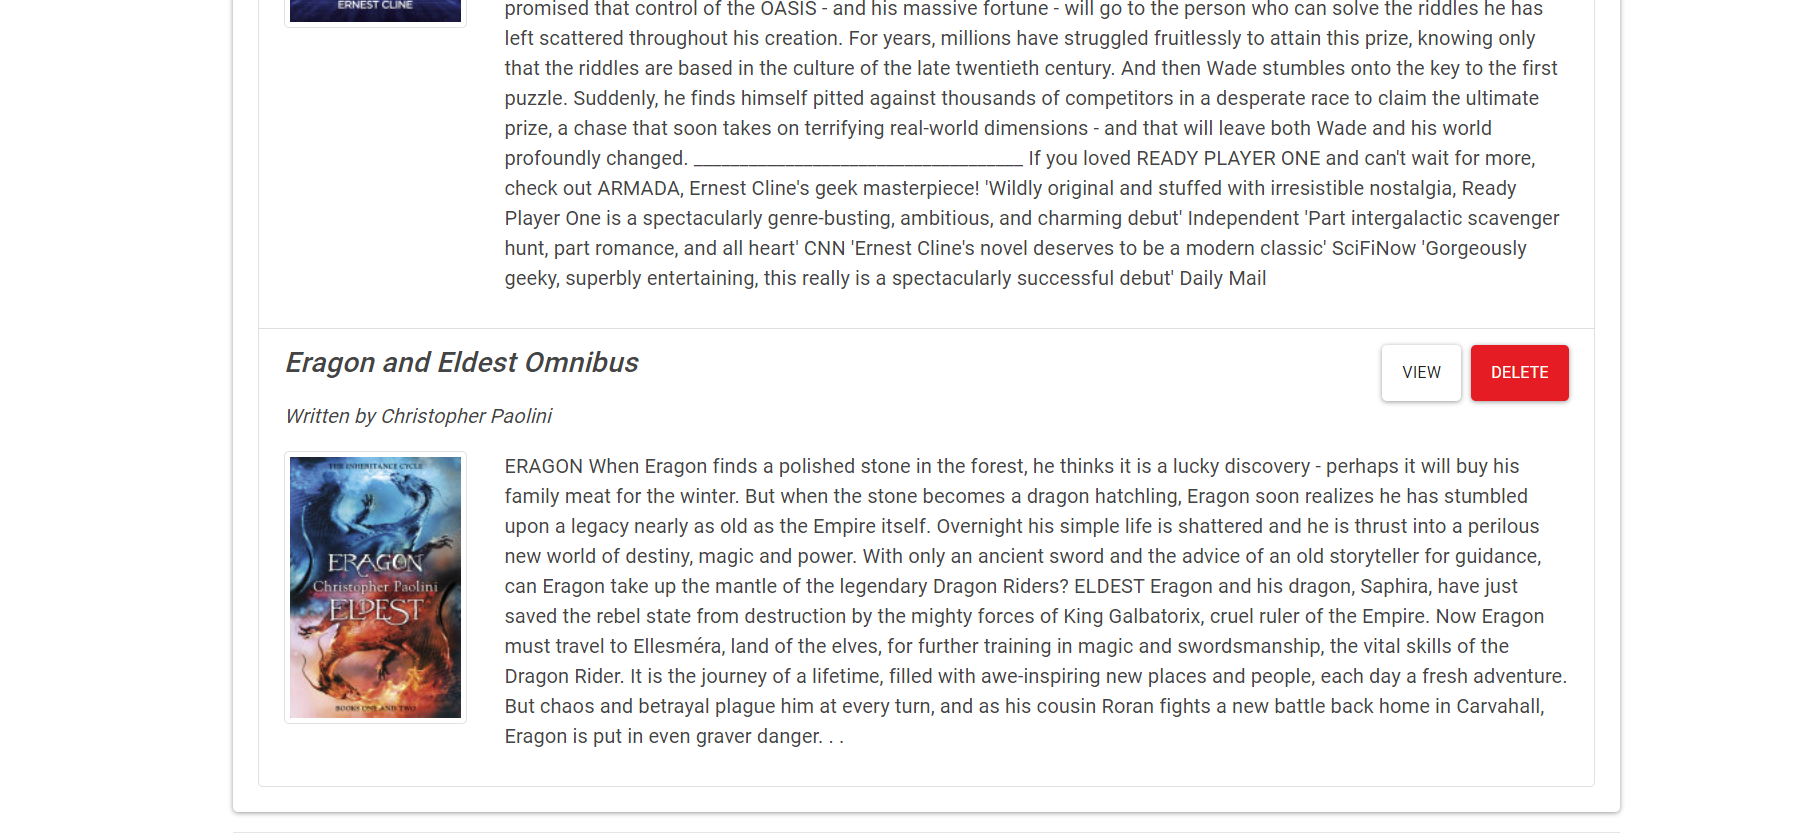 ERNEST CLINE
promised that control of the OASIS - and his massive fortune - will go to the person who can solve the riddles he has
left scattered throughout his creation. For years, millions have struggled fruitlessly to attain this prize, knowing only
that the riddles are based in the culture of the late twentieth century. And then Wade stumbles onto the key to the first
puzzle. Suddenly, he finds himself pitted against thousands of competitors in a desperate race to claim the ultimate
prize, a chase that soon takes on terrifying real-world dimensions - and that will leave both Wade and his world
profoundly changed. ___________________________________ If you loved READY PLAYER ONE and can't wait for more,
check out ARMADA, Ernest Cline's geek masterpiece! 'Wildly original and stuffed with irresistible nostalgia, Ready
Player One is a spectacularly genre-busting, ambitious, and charming debut' Independent 'Part intergalactic scavenger
hunt, part romance, and all heart' CNN 'Ernest Cline's novel deserves to be a modern classic' SciFiNow 'Gorgeously
geeky, superbly entertaining, this really is a spectacularly successful debut' Daily Mail
Eragon and Eldest Omnibus
VIEW
DELETE
Written by Christopher Paolini
THE INHERITANCE CYCLE
ERAGON
Christopher Paolini
ELDEST
BOOKS ONE AND TWO
ERAGON When Eragon finds a polished stone in the forest, he thinks it is a lucky discovery - perhaps it will buy his
family meat for the winter. But when the stone becomes a dragon hatchling, Eragon soon realizes he has stumbled
upon a legacy nearly as old as the Empire itself. Overnight his simple life is shattered and he is thrust into a perilous
new world of destiny, magic and power. With only an ancient sword and the advice of an old storyteller for guidance,
can Eragon take up the mantle of the legendary Dragon Riders? ELDEST Eragon and his dragon, Saphira, have just
saved the rebel state from destruction by the mighty forces of King Galbatorix, cruel ruler of the Empire. Now Eragon
must travel to Ellesméra, land of the elves, for further training in magic and swordsmanship, the vital skills of the
Dragon Rider. It is the journey of a lifetime, filled with awe-inspiring new places and people, each day a fresh adventure.
But chaos and betrayal plague him at every turn, and as his cousin Roran fights a new battle back home in Carvahall,
Eragon is put in even graver danger. . .